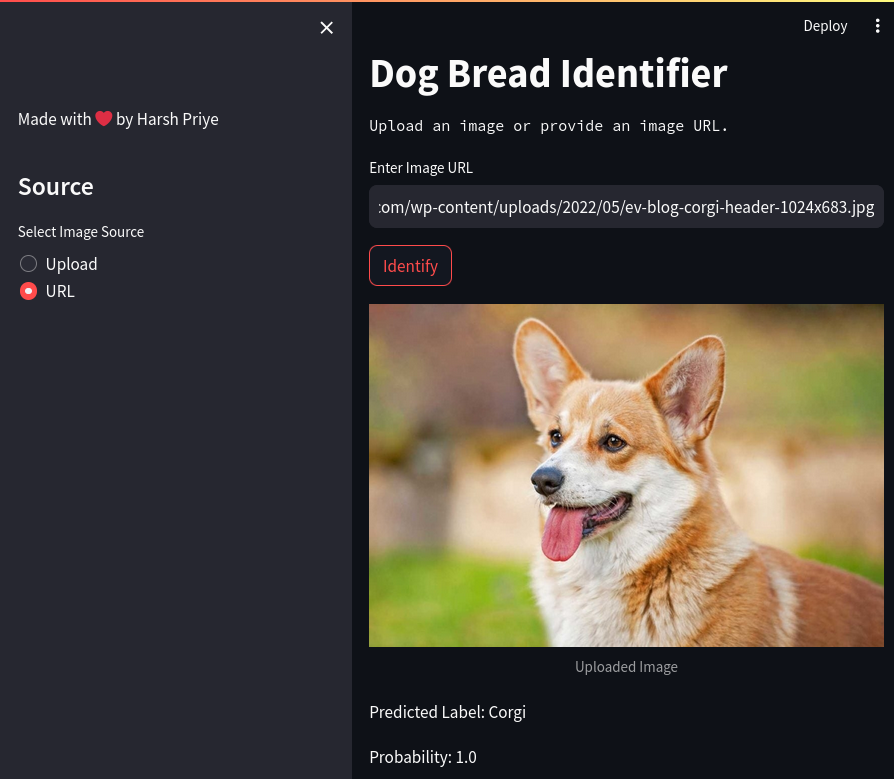 Deploy
Made with ❤️ by Harsh Priye
Source
Select Image Source
Upload
URL
Dog Bread Identifier
Upload an image or provide an image URL.
Enter Image URL
:om/wp-content/uploads/2022/05/ev-blog-corgi-header-1024x683.jpg
Identify
Uploaded Image
Predicted Label: Corgi
Probability: 1.0